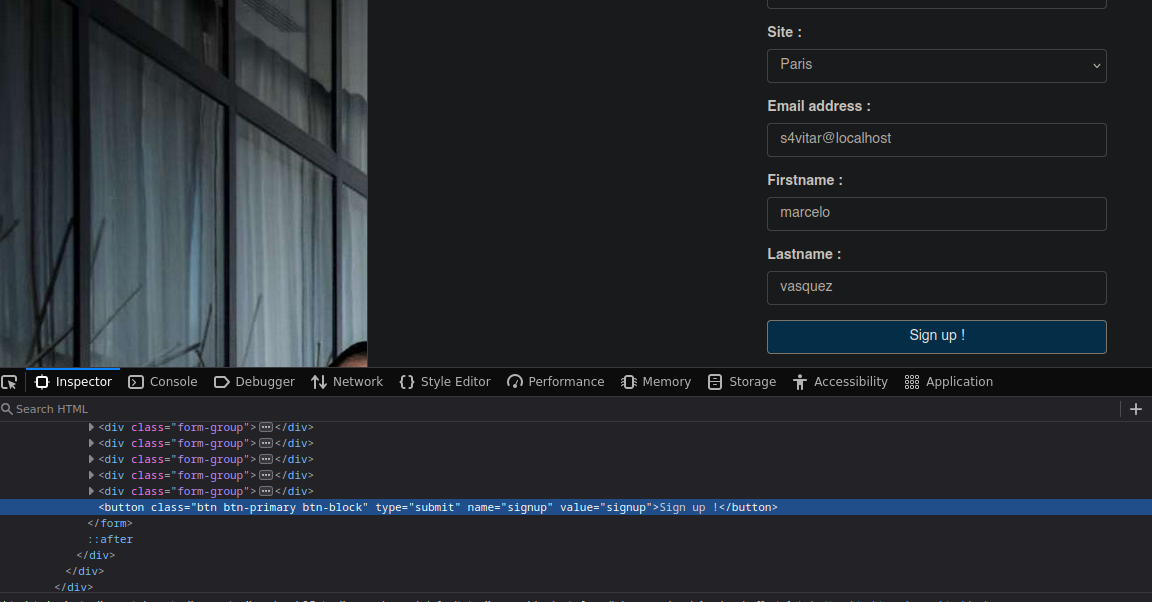 Site :
Paris
Email address :
s4vitar@localhost
Firstname :
marcelo
Lastname :
vasquez
Sign up !
Inspector Console Debugger Network {} Style Editor Performance Memory Storage Accessibility Application
Search HTML
<div class="form-group"></div>
<div class="form-group"></div>
<div class="form-group"></div>
<div class="form-group"></div>
<div class="form-group"></div>
<button class="btn btn-primary btn-block" type="submit" name="signup" value="signup">Sign up !</button>
</form>
::after
</div>
</div>
</div>